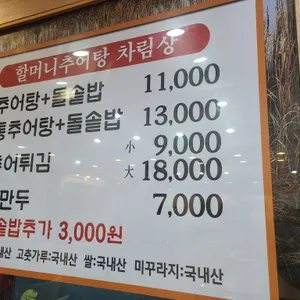 할머니추어탕 차림상
추어탕+돌솥밥 11,000
통추어탕+돌솥밥 13,000
추어튀김 小 9,000
大 18,000
만두 7,000
솥밥추가 3,000원
내산 고춧가루:국내산 쌀:국내산 미꾸라지:국내산